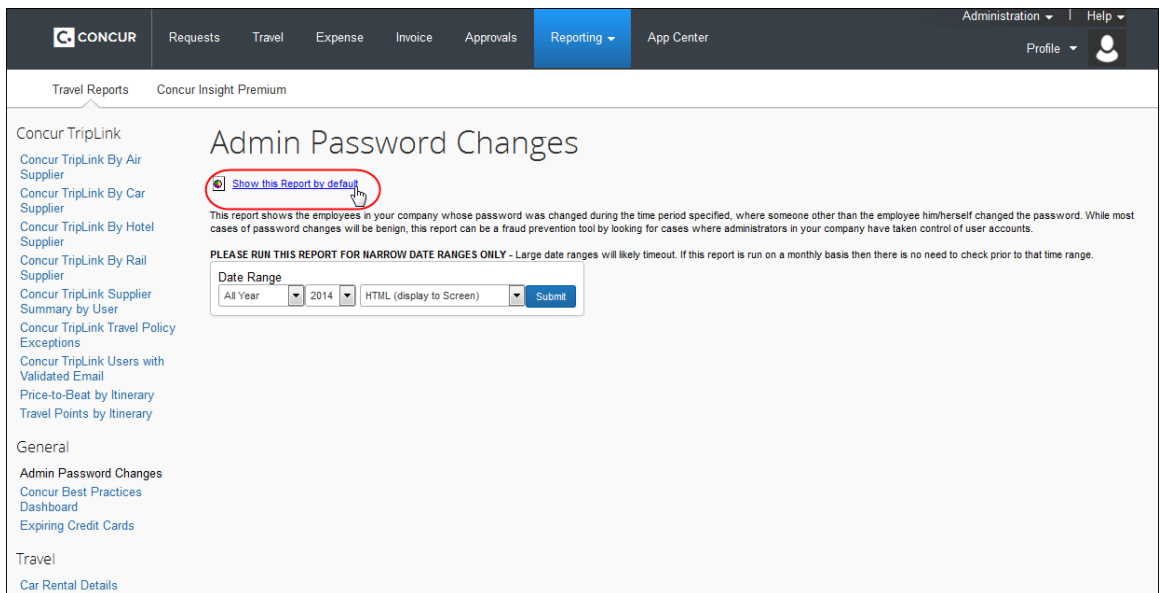 Administration | Help
C. CONCUR Requests Travel Expense Invoice Approvals Reporting App Center
Profile
Travel Reports Concur Insight Premium
Concur TripLink
Concur TripLink By Air
Supplier
Concur TripLink By Car
Supplier
Concur TripLink By Hotel
Supplier
Concur TripLink By Rail
Supplier
Concur TripLink Supplier
Summary by User
Concur TripLink Travel Policy
Exceptions
Concur TripLink Users with
Validated Email
Price-to-Beat by Itinerary
Travel Points by Itinerary
General
Admin Password Changes
Concur Best Practices
Dashboard
Expiring Credit Cards
Travel
Car Rental Details
Admin Password Changes
Show this Report by default
This report shows the employees in your company whose password was changed during the time period specified, where someone other than the employee him/herself changed the password. While most
cases of password changes will be benign, this report can be a fraud prevention tool by looking for cases where administrators in your company have taken control of user accounts.
PLEASE RUN THIS REPORT FOR NARROW DATE RANGES ONLY - Large date ranges will likely timeout. If this report is run on a monthly basis then there is no need to check prior to that time range.
Date Range
All Year 2014 HTML (display to Screen) Submit